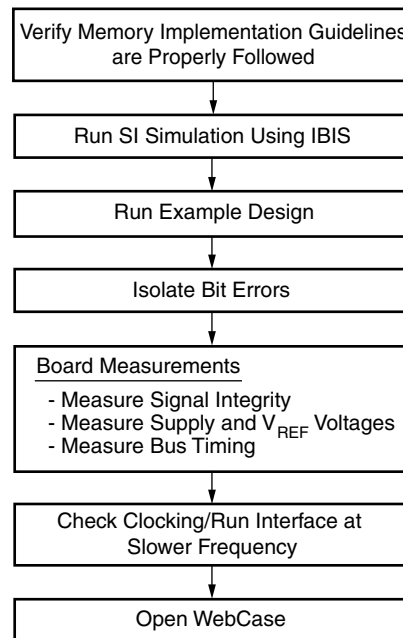 Verify Memory Implementation Guidelines
are Properly Followed
Run SI Simulation Using IBIS
Run Example Design
Isolate Bit Errors
Board Measurements
- Measure Signal Integrity
- Measure Supply and VREF Voltages
- Measure Bus Timing
Check Clocking/Run Interface at
Slower Frequency
Open WebCase